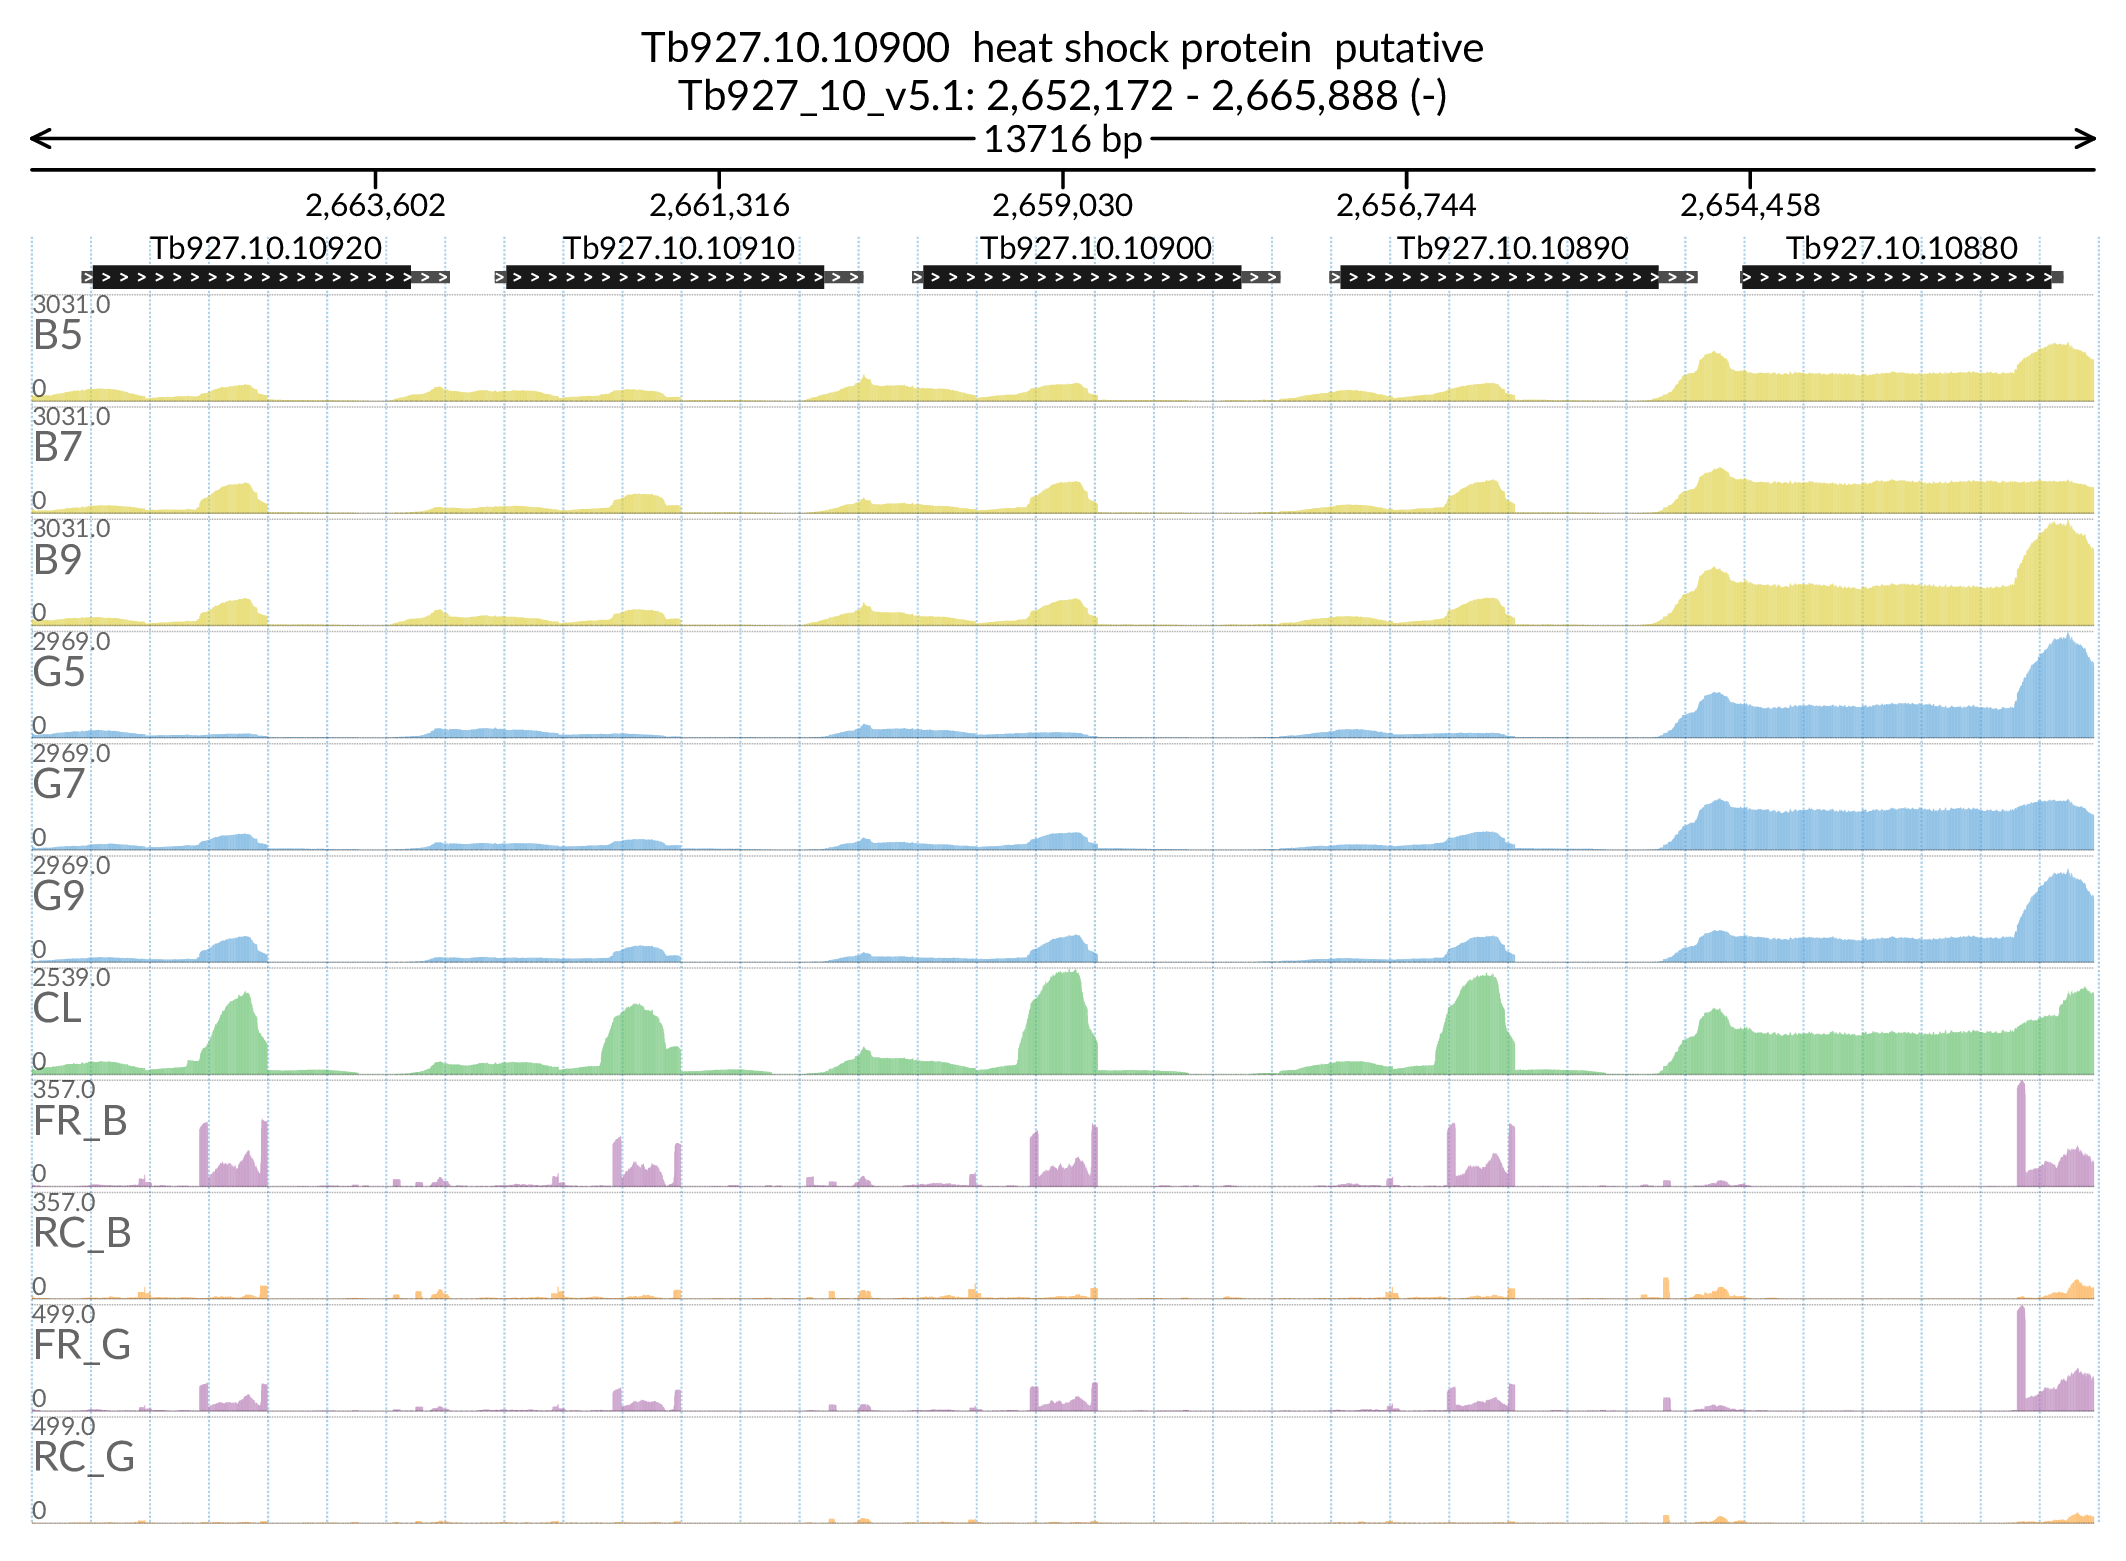 Tb927.10.10900 heat shock protein putative
Tb927_10_v5.1: 2,652,172 - 2,665,888 (-)
13716 bp
2,663,602 2,661,316 2,659,030 2,656,744 2,654,458
Tb927.10.10920 Tb927.10.10910 Tb927.10.10900 Tb927.10.10890 Tb927.10.10880
3031.0
B5
0
3031.0
B7
0
3031.0
B9
0
2969.0
G5
0
2969.0
G7
0
2969.0
G9
0
2539.0
CL
0
357.0
FR_B
0
357.0
RC_B
0
499.0
FR_G
0
499.0
RC_G
0